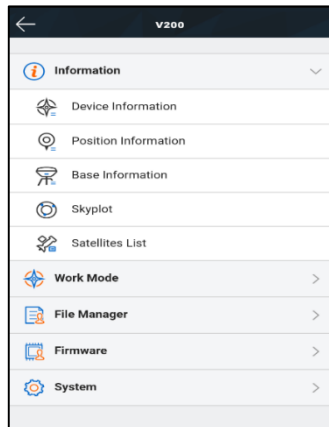 V200
Information
Device Information
Position Information
Base Information
Skyplot
Satellites List
Work Mode
File Manager
Firmware
System